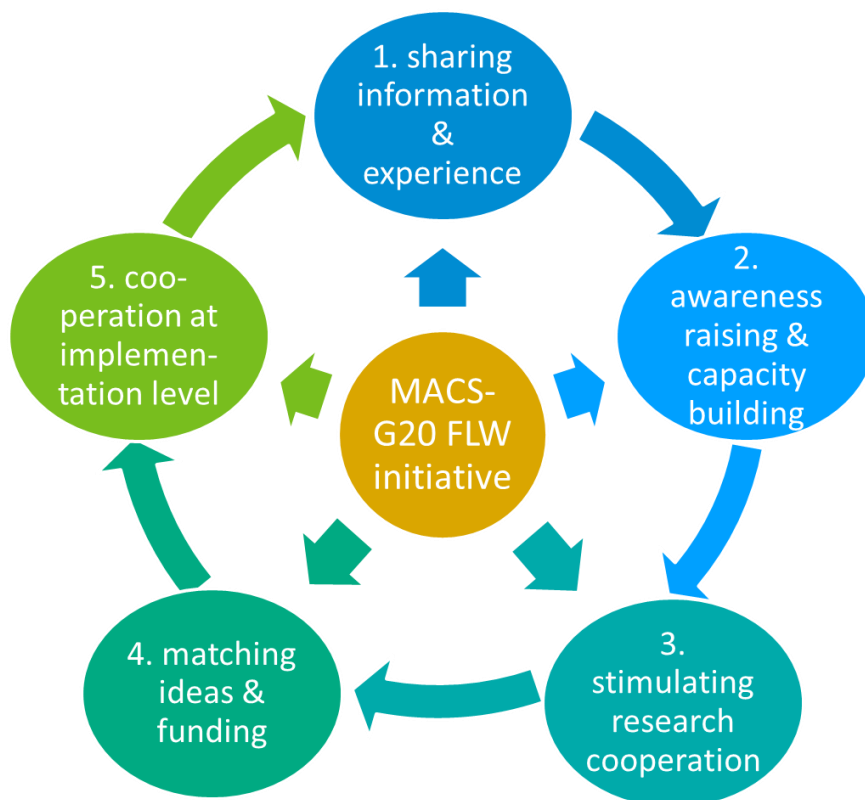 1. sharing
information
&
experience
2.
awareness
raising &
capacity
building
3.
stimulating
research
cooperation
4. matching
ideas &
funding
5. coo-
peration at
implemen-
tation level
MACS-
G20 FLW
initiative